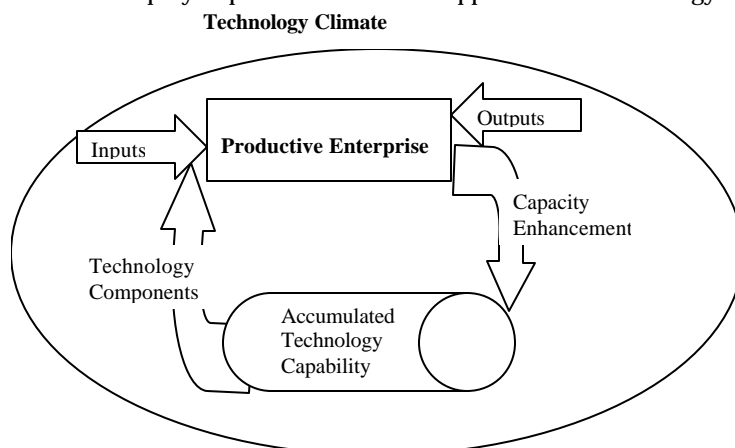 Technology Climate
Outputs
Inputs
Productive Enterprise
Capacity
Enhancement
Technology
Components
Accumulated
Technology
Capability